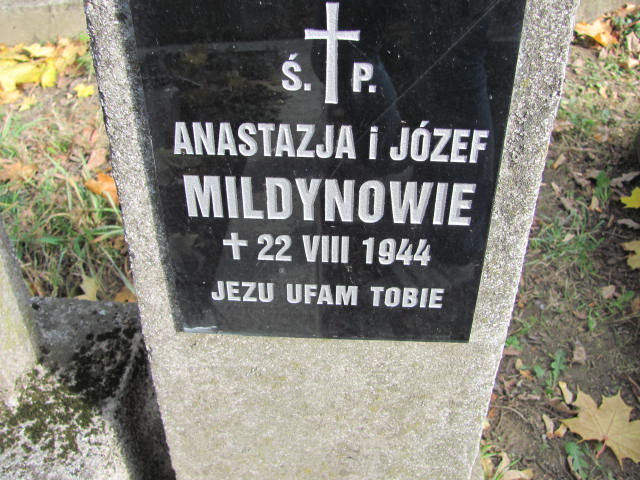 Ś. P.
ANASTAZJA i JÓZEF
MILDYNOWIE
✝ 22 VIII 1944
JEZU UFAM TOBIE